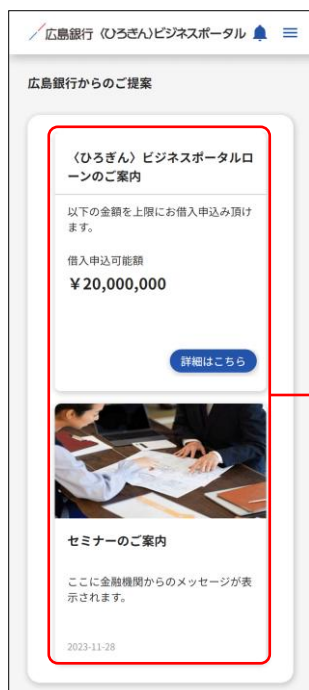 広島銀行〈ひろぎん〉ビジネスポータル
広島銀行からのご提案
〈ひろぎん〉ビジネスポータルロ
ーンのご案内
以下の金額を上限にお借入申込み頂け
ます。
借入申込可能額
￥20,000,000
詳細はこちら
セミナーのご案内
ここに金融機関からのメッセージが表
示されます。
2023-11-28